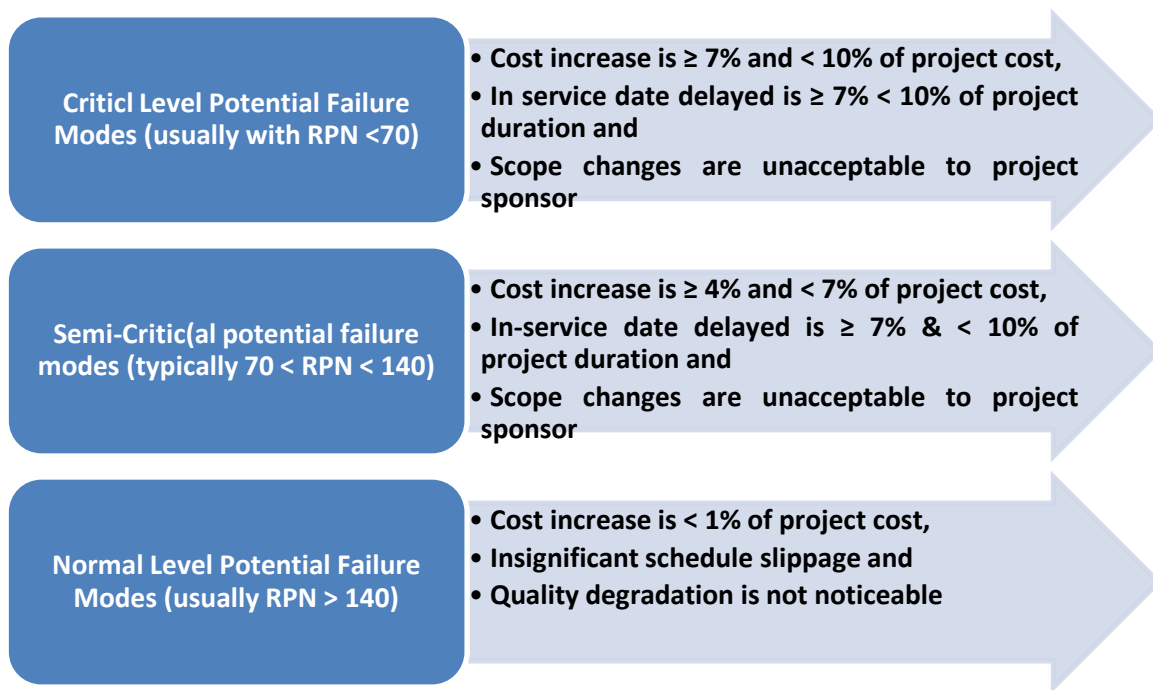 Criticl Level Potential Failure
Modes (usually with RPN <70)
• Cost increase is ≥ 7% and < 10% of project cost,
• In service date delayed is ≥ 7% < 10% of project
duration and
• Scope changes are unacceptable to project
sponsor
Semi-Critic(al potential failure
modes (typically 70 < RPN < 140)
• Cost increase is ≥ 4% and < 7% of project cost,
• In-service date delayed is ≥ 7% & < 10% of
project duration and
• Scope changes are unacceptable to project
sponsor
Normal Level Potential Failure
Modes (usually RPN > 140)
• Cost increase is < 1% of project cost,
• Insignificant schedule slippage and
• Quality degradation is not noticeable